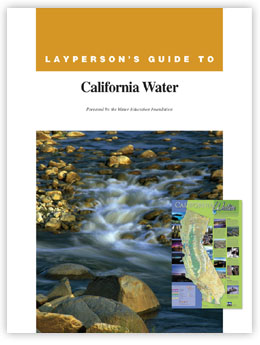 LAYPERSON'S GUIDE TO
California Water
Prepared by the Water Education Foundation